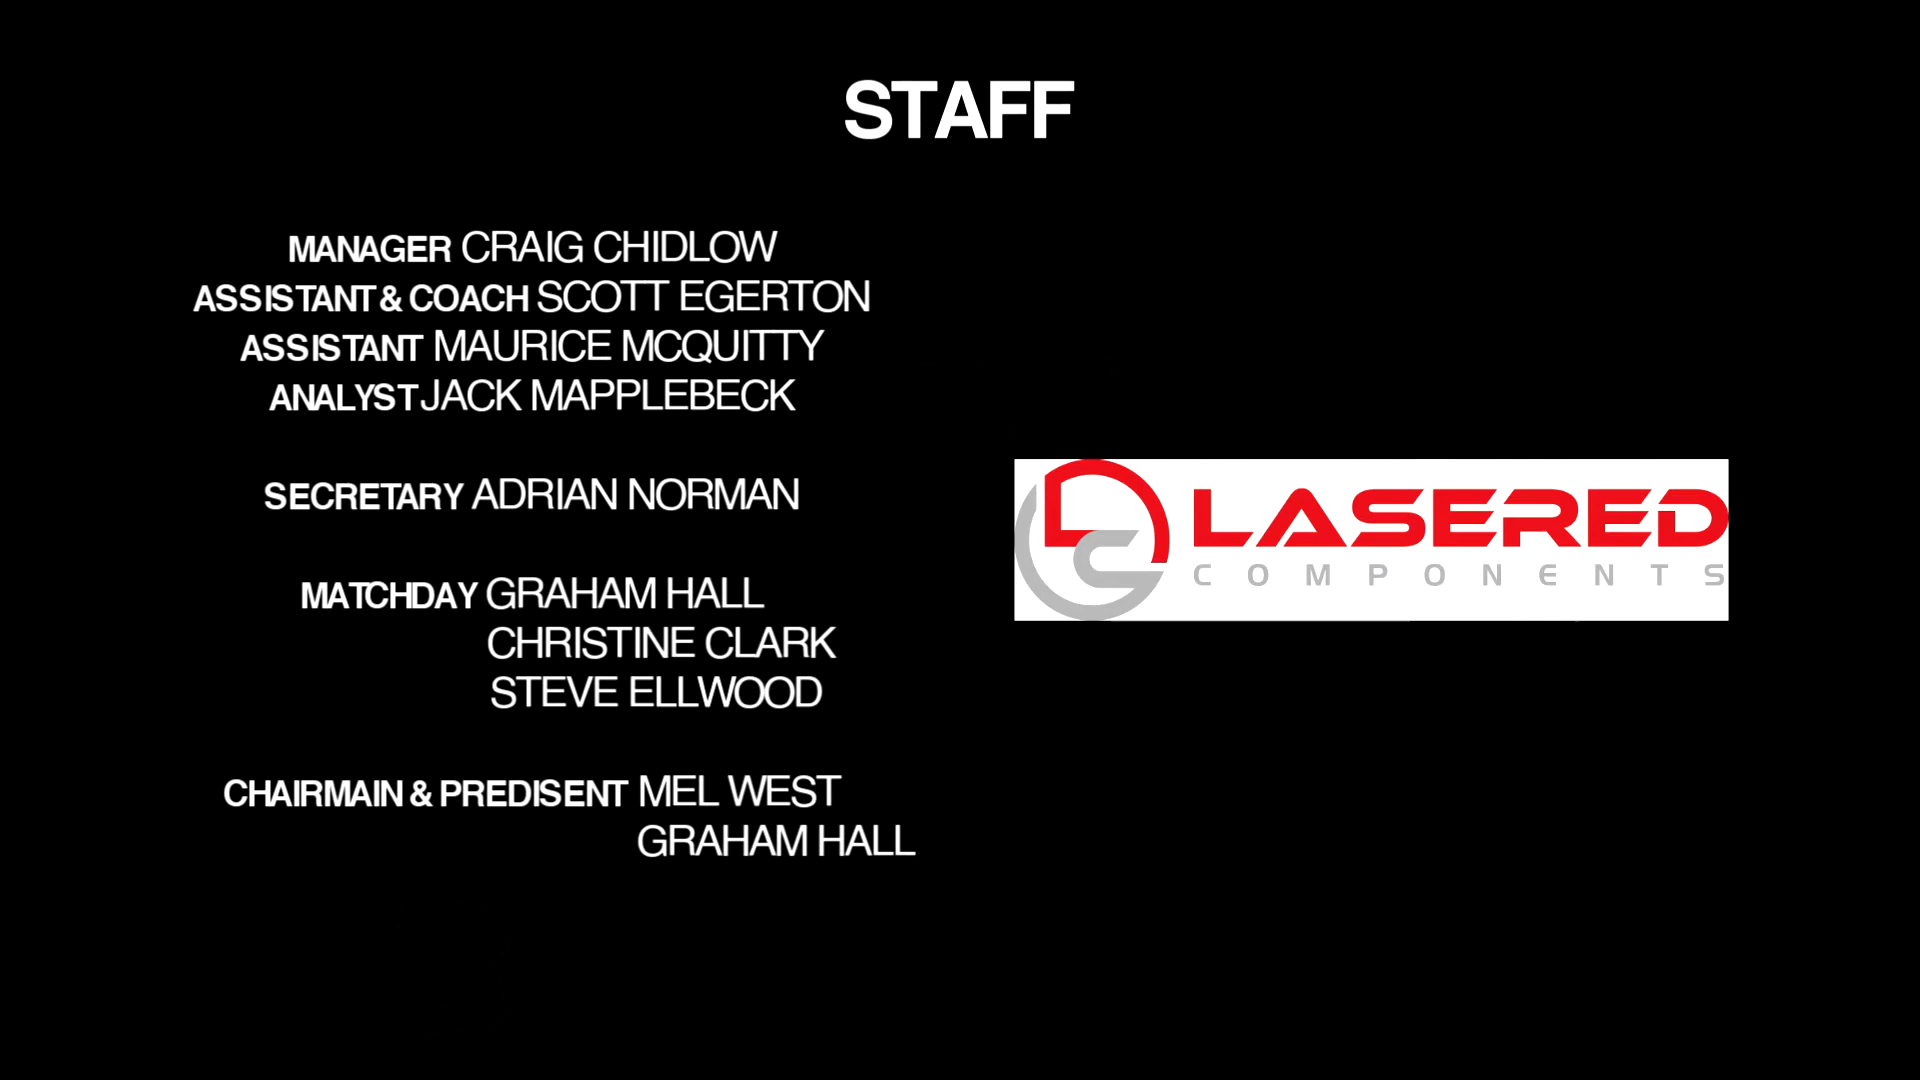 STAFF
MANAGER CRAIG CHIDLOW
ASSISTANT & COACH SCOTT EGERTON
ASSISTANT MAURICE MCQUITTY
ANALYST JACK MAPPLEBECK
SECRETARY ADRIAN NORMAN
MATCHDAY GRAHAM HALL
CHRISTINE CLARK
STEVE ELLWOOD
CHAIRMAIN & PREDISENT MEL WEST
GRAHAM HALL
LASERED
COMPONENTS